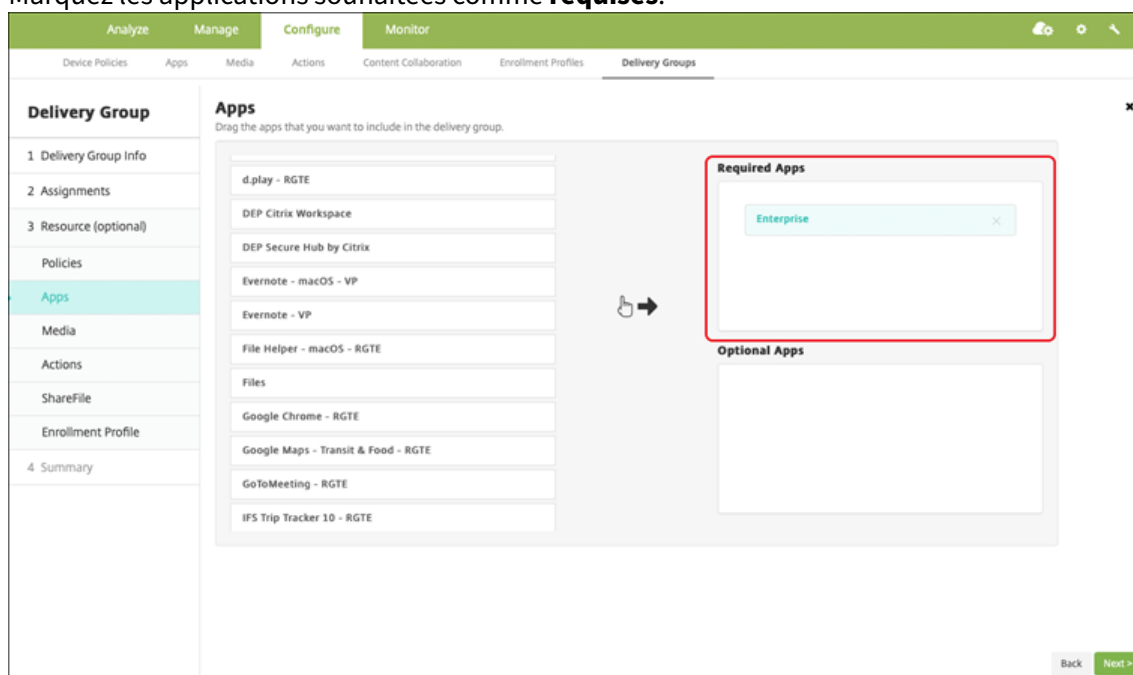 Marquez les applications souhaitées comme requises.
Analyze Manage Configure Monitor
Device Policies Apps Media Actions Content Collaboration Enrollment Profiles Delivery Groups
Delivery Group
1 Delivery Group Info
2 Assignments
3 Resource (optional)
Policies
Apps
Media
Actions
ShareFile
Enrollment Profile
4 Summary
Apps
Drag the apps that you want to include in the delivery group.
d.play - RGTE
DEP Citrix Workspace
DEP Secure Hub by Citrix
Evernote - macOS - VP
Evernote - VP
File Helper - macOS - RGTE
Files
Google Chrome - RGTE
Google Maps - Transit & Food - RGTE
GoToMeeting - RGTE
IFS Trip Tracker 10 - RGTE
Required Apps
Enterprise
Optional Apps
Back Next >